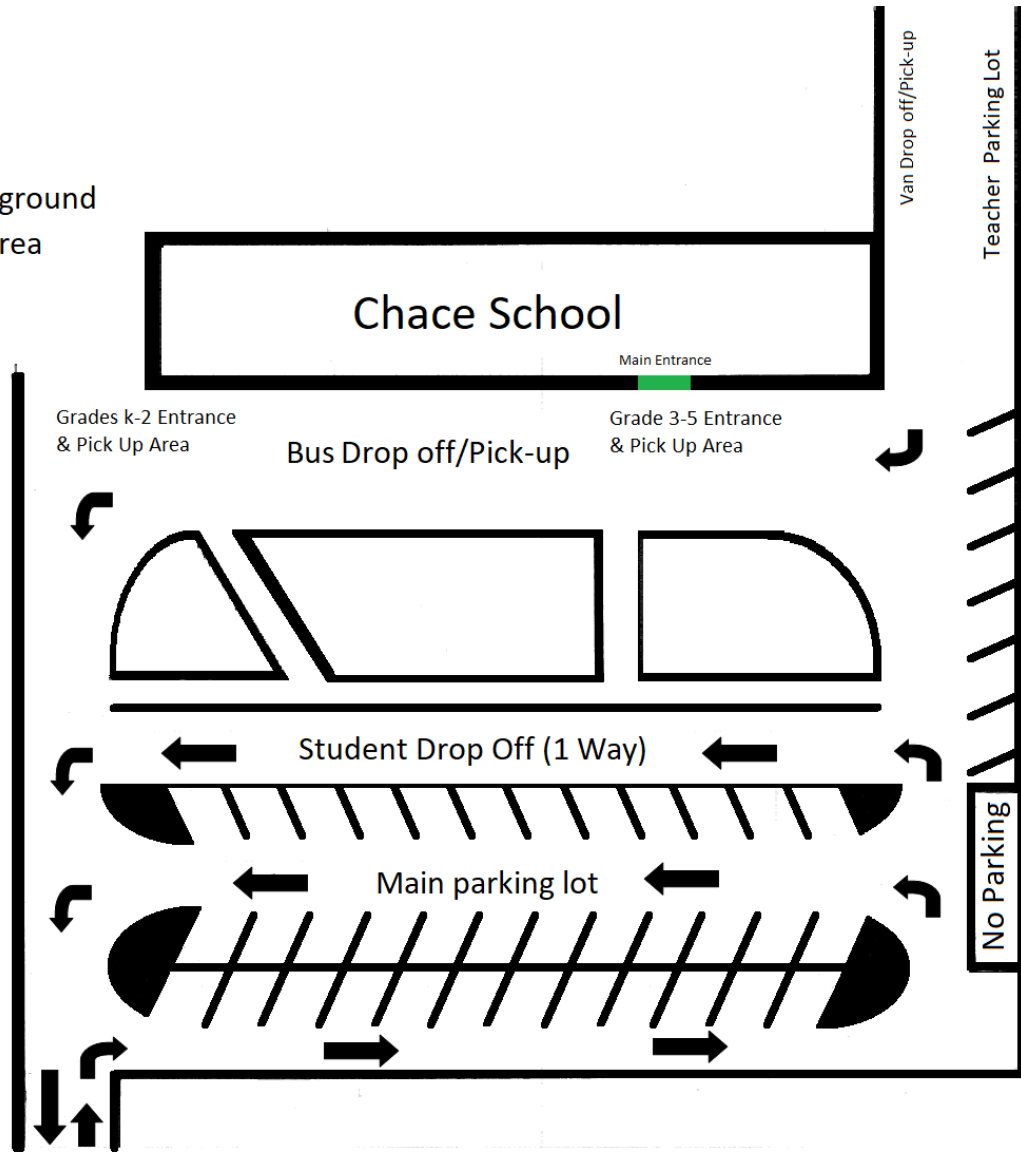 Van Drop off/Pick-up
Teacher Parking Lot
ground
rea
Chace School
Main Entrance
Grades k-2 Entrance
& Pick Up Area
Bus Drop off/Pick-up
Grade 3-5 Entrance
& Pick Up Area
Student Drop Off (1 Way)
No Parking
Main parking lot